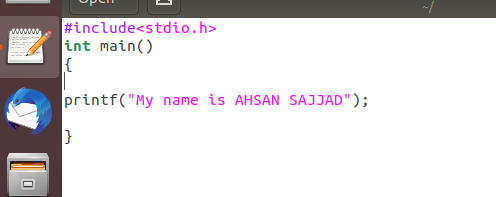 Open
~/
#include<stdio.h>
int main()
{
printf("My name is AHSAN SAJJAD");
}